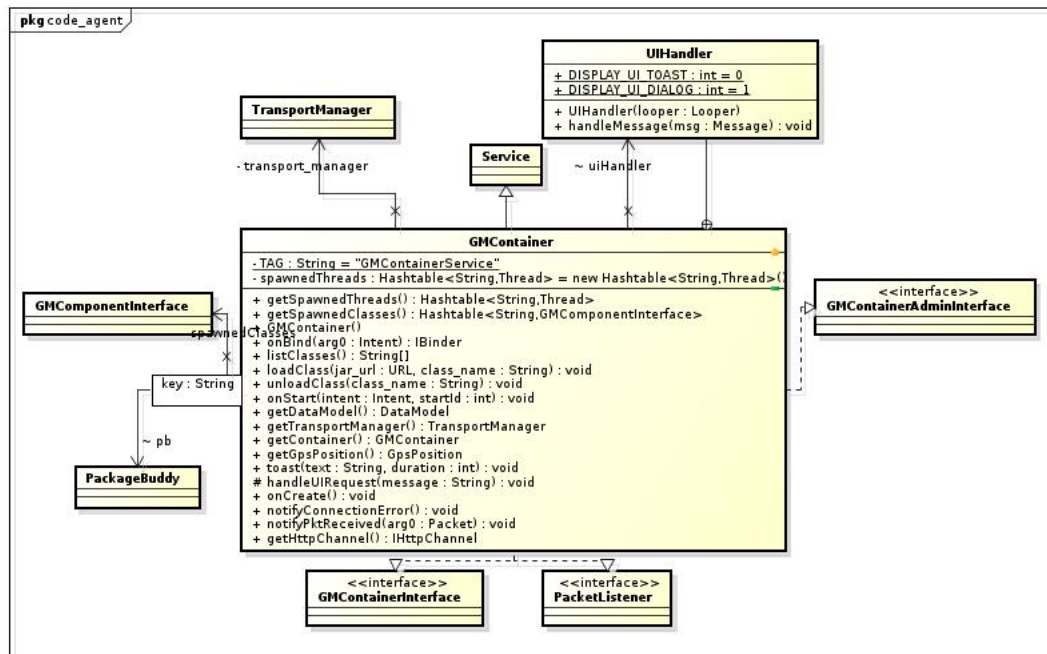 pkg code_agent
UIHandler
+ DISPLAY_UI_TOAST : int = 0
+ DISPLAY_UI_DIALOG : int = 1
+ UIHandler(looper : Looper)
+ handleMessage(msg : Message) : void
TransportManager
Service
- transport_manager
~ uiHandler
GMContainer
- TAG : String = "GMContainerService"
- spawnedThreads : Hashtable<String,Thread> = new Hashtable<String,Thread>()
+ getSpawnedThreads() : Hashtable<String,Thread>
+ getSpawnedClasses() : Hashtable<String,GMComponentInterface>
+ GMContainer()
+ onBind(arg0 : Intent) : IBinder
+ listClasses() : String[]
+ loadClass(jar_url : URL, class_name : String) : void
+ unloadClass(class_name : String) : void
+ onStart(intent : Intent, startId : int) : void
+ getDataModel() : DataModel
+ getTransportManager() : TransportManager
+ getContainer() : GMContainer
+ getGpsPosition() : GpsPosition
+ toast(text : String, duration : int) : void
# handleUIRequest(message : String) : void
+ onCreate() : void
+ notifyConnectionError() : void
+ notifyPktReceived(arg0 : Packet) : void
+ getHttpChannel() : IHttpChannel
GMComponentInterface
- spawnedClasses
key : String
~ pb
PackageBuddy
<<interface>>
GMContainerAdminInterface
<<interface>>
GMContainerInterface
<<interface>>
PacketListener